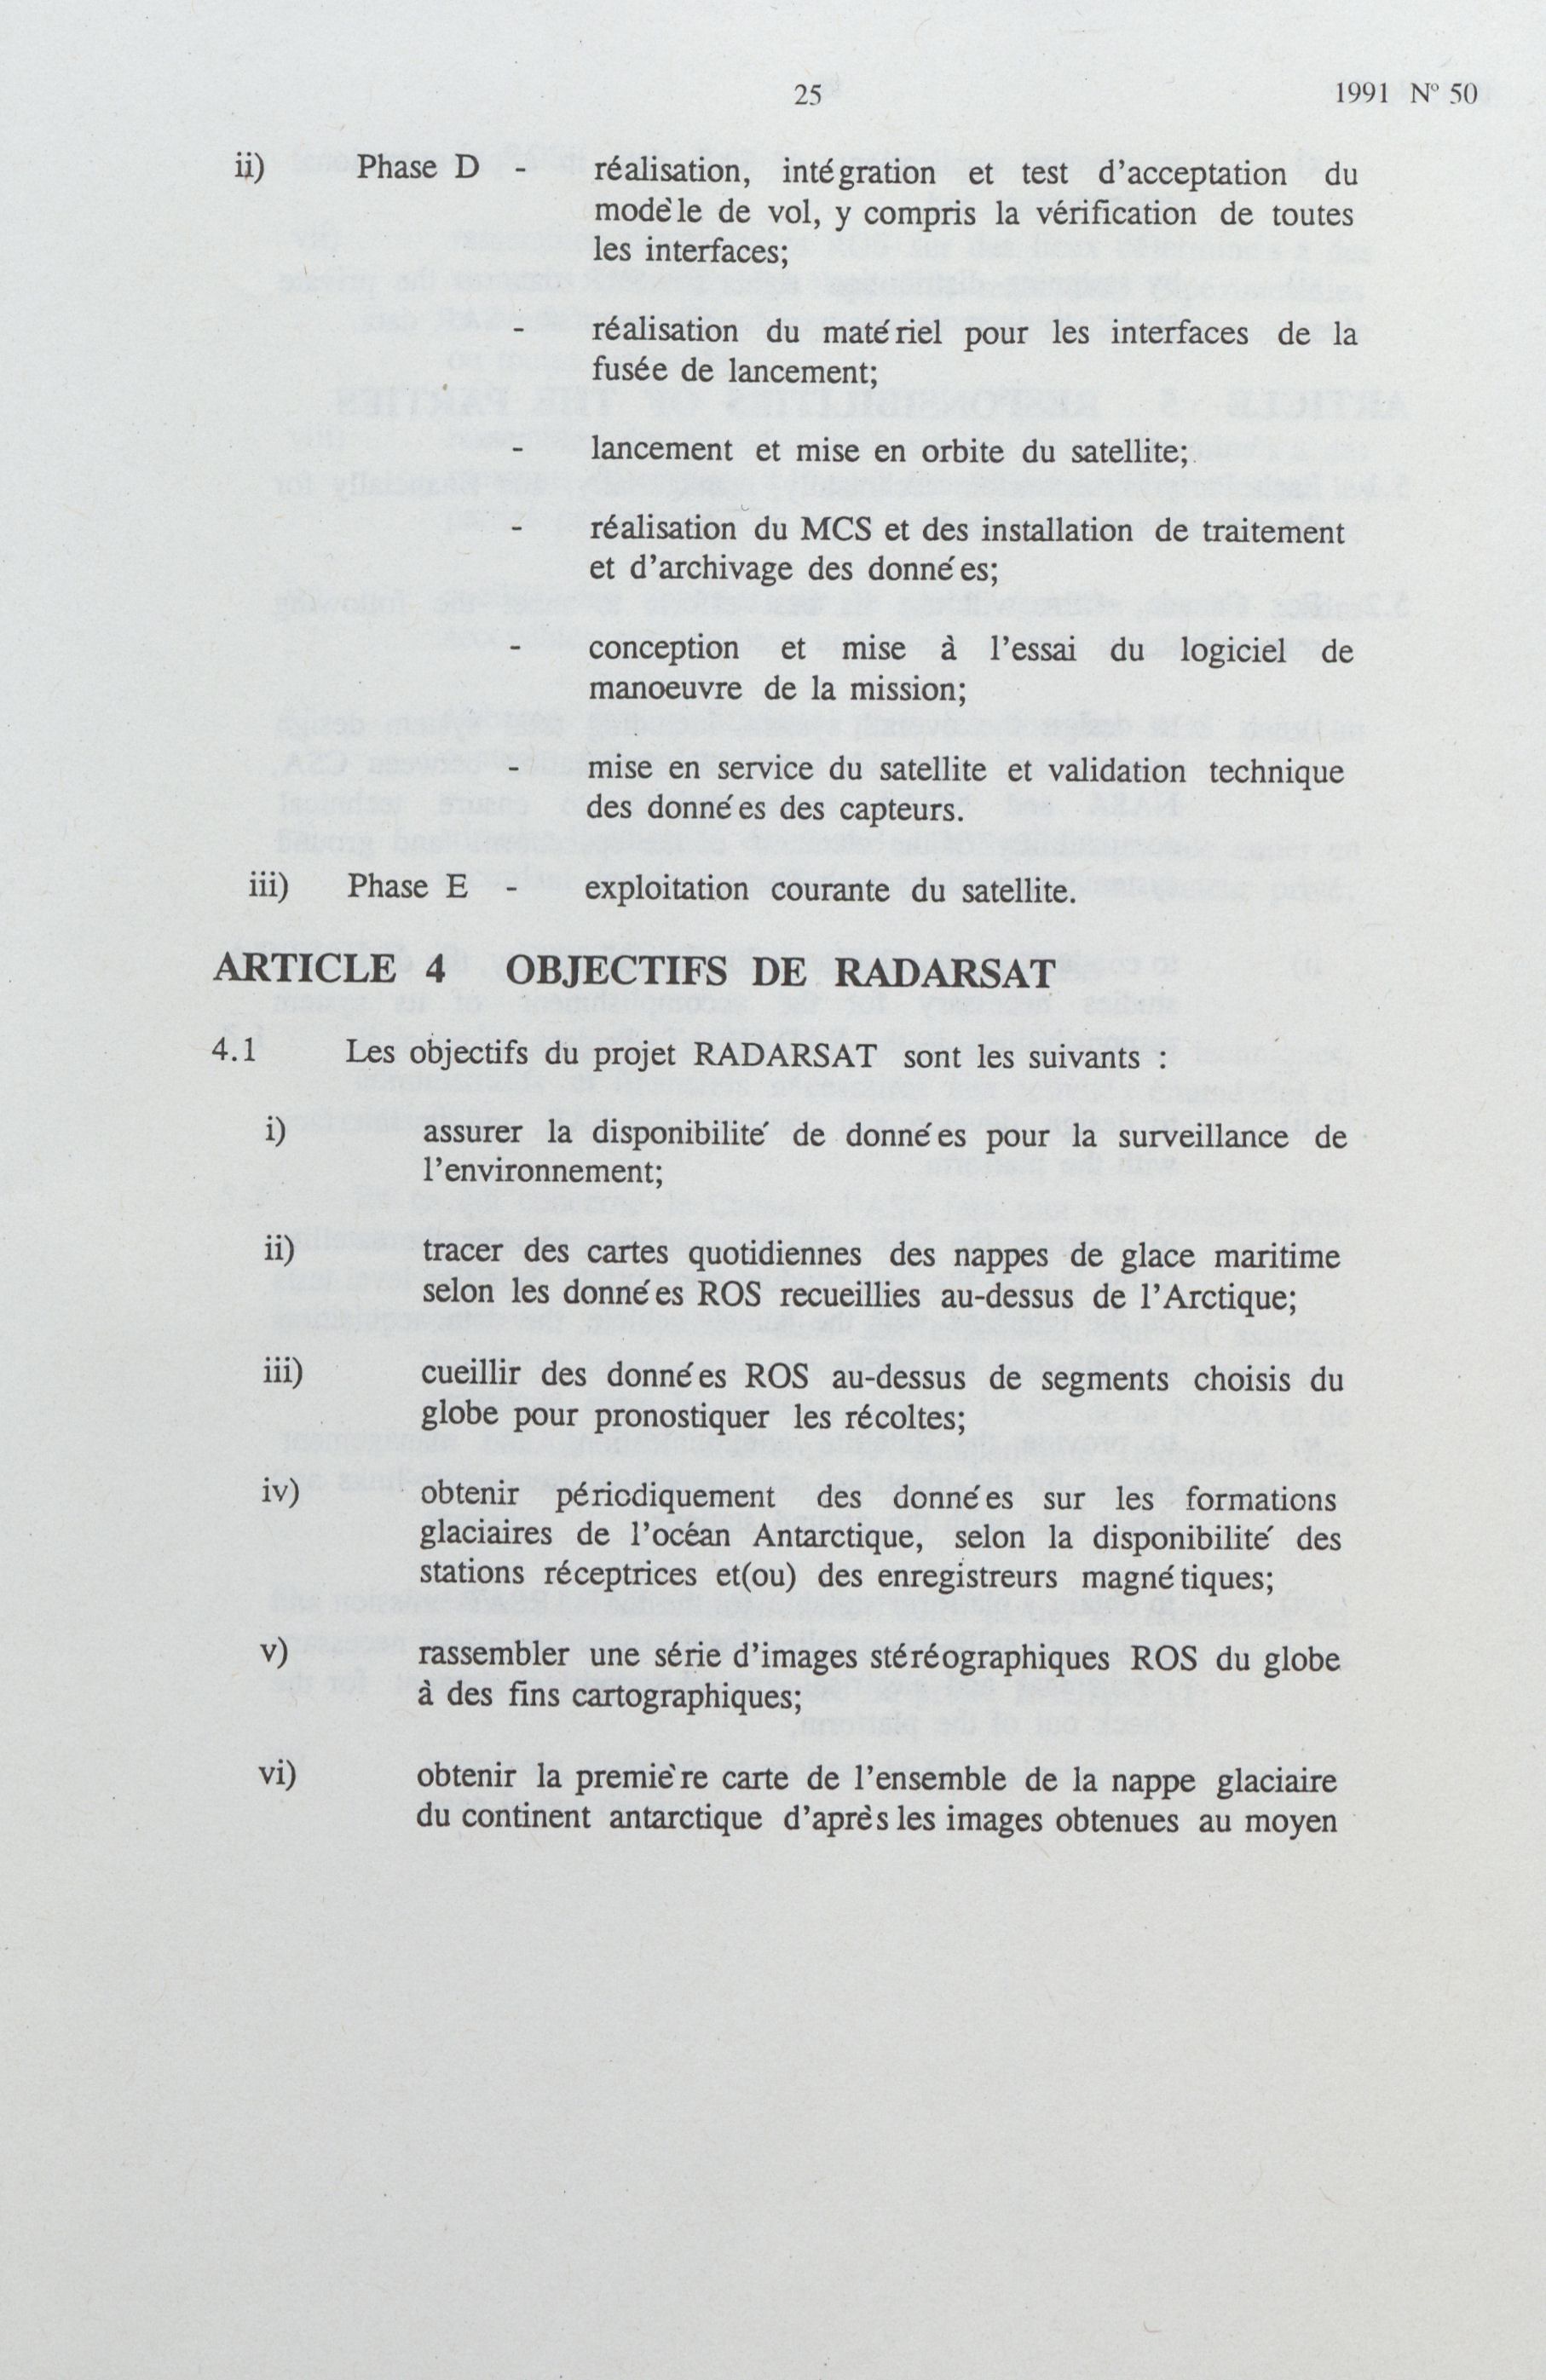 25
1991 Nº 50
ii) Phase D - réalisation, intégration et test d'acceptation du
modèle de vol, y compris la vérification de toutes
les interfaces;
- réalisation du matériel pour les interfaces de la
fusée de lancement;
- lancement et mise en orbite du satellite;
- réalisation du MCS et des installation de traitement
et d'archivage des données;
- conception et mise à l'essai du logiciel de
manoeuvre de la mission;
- mise en service du satellite et validation technique
des données des capteurs.
iii) Phase E - exploitation courante du satellite.
ARTICLE 4 OBJECTIFS DE RADARSAT
4.1 Les objectifs du projet RADARSAT sont les suivants :
i) assurer la disponibilité de données pour la surveillance de
l'environnement;
ii) tracer des cartes quotidiennes des nappes de glace maritime
selon les données ROS recueillies au-dessus de l'Arctique;
iii) cueillir des données ROS au-dessus de segments choisis du
globe pour pronostiquer les récoltes;
iv) obtenir périodiquement des données sur les formations
glaciaires de l'océan Antarctique, selon la disponibilité des
stations réceptrices et(ou) des enregistreurs magnétiques;
v) rassembler une série d'images stéréographiques ROS du globe
à des fins cartographiques;
vi) obtenir la première carte de l'ensemble de la nappe glaciaire
du continent antarctique d'après les images obtenues au moyen